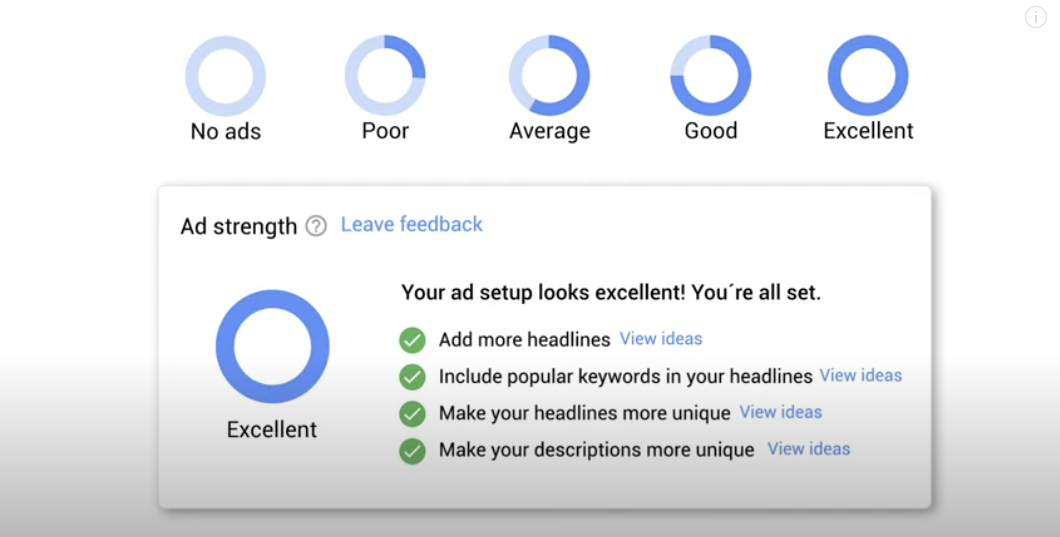 No ads
Poor
Average
Good
Excellent
Ad strength ? Leave feedback
Your ad setup looks excellent! You´re all set.
Add more headlines View ideas
Include popular keywords in your headlines View ideas
Make your headlines more unique View ideas
Make your descriptions more unique View ideas
Excellent